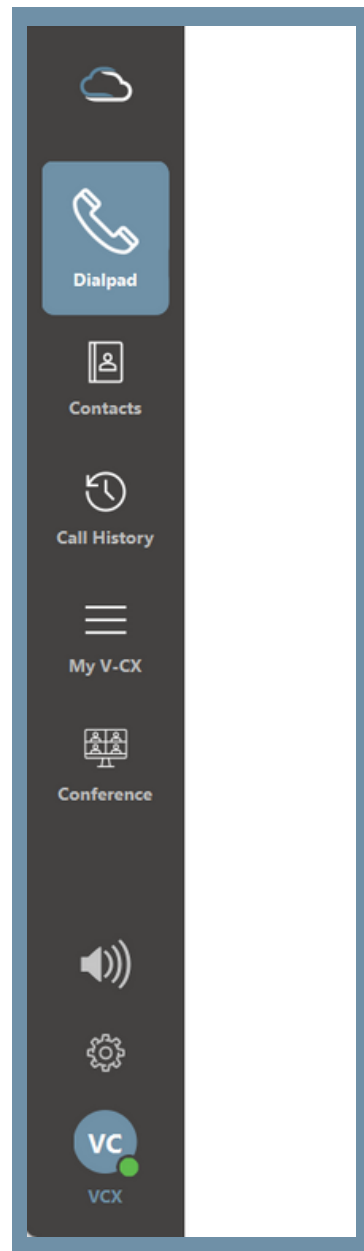 Dialpad
Contacts
Call History
My V-CX
Conference
VC
VCX